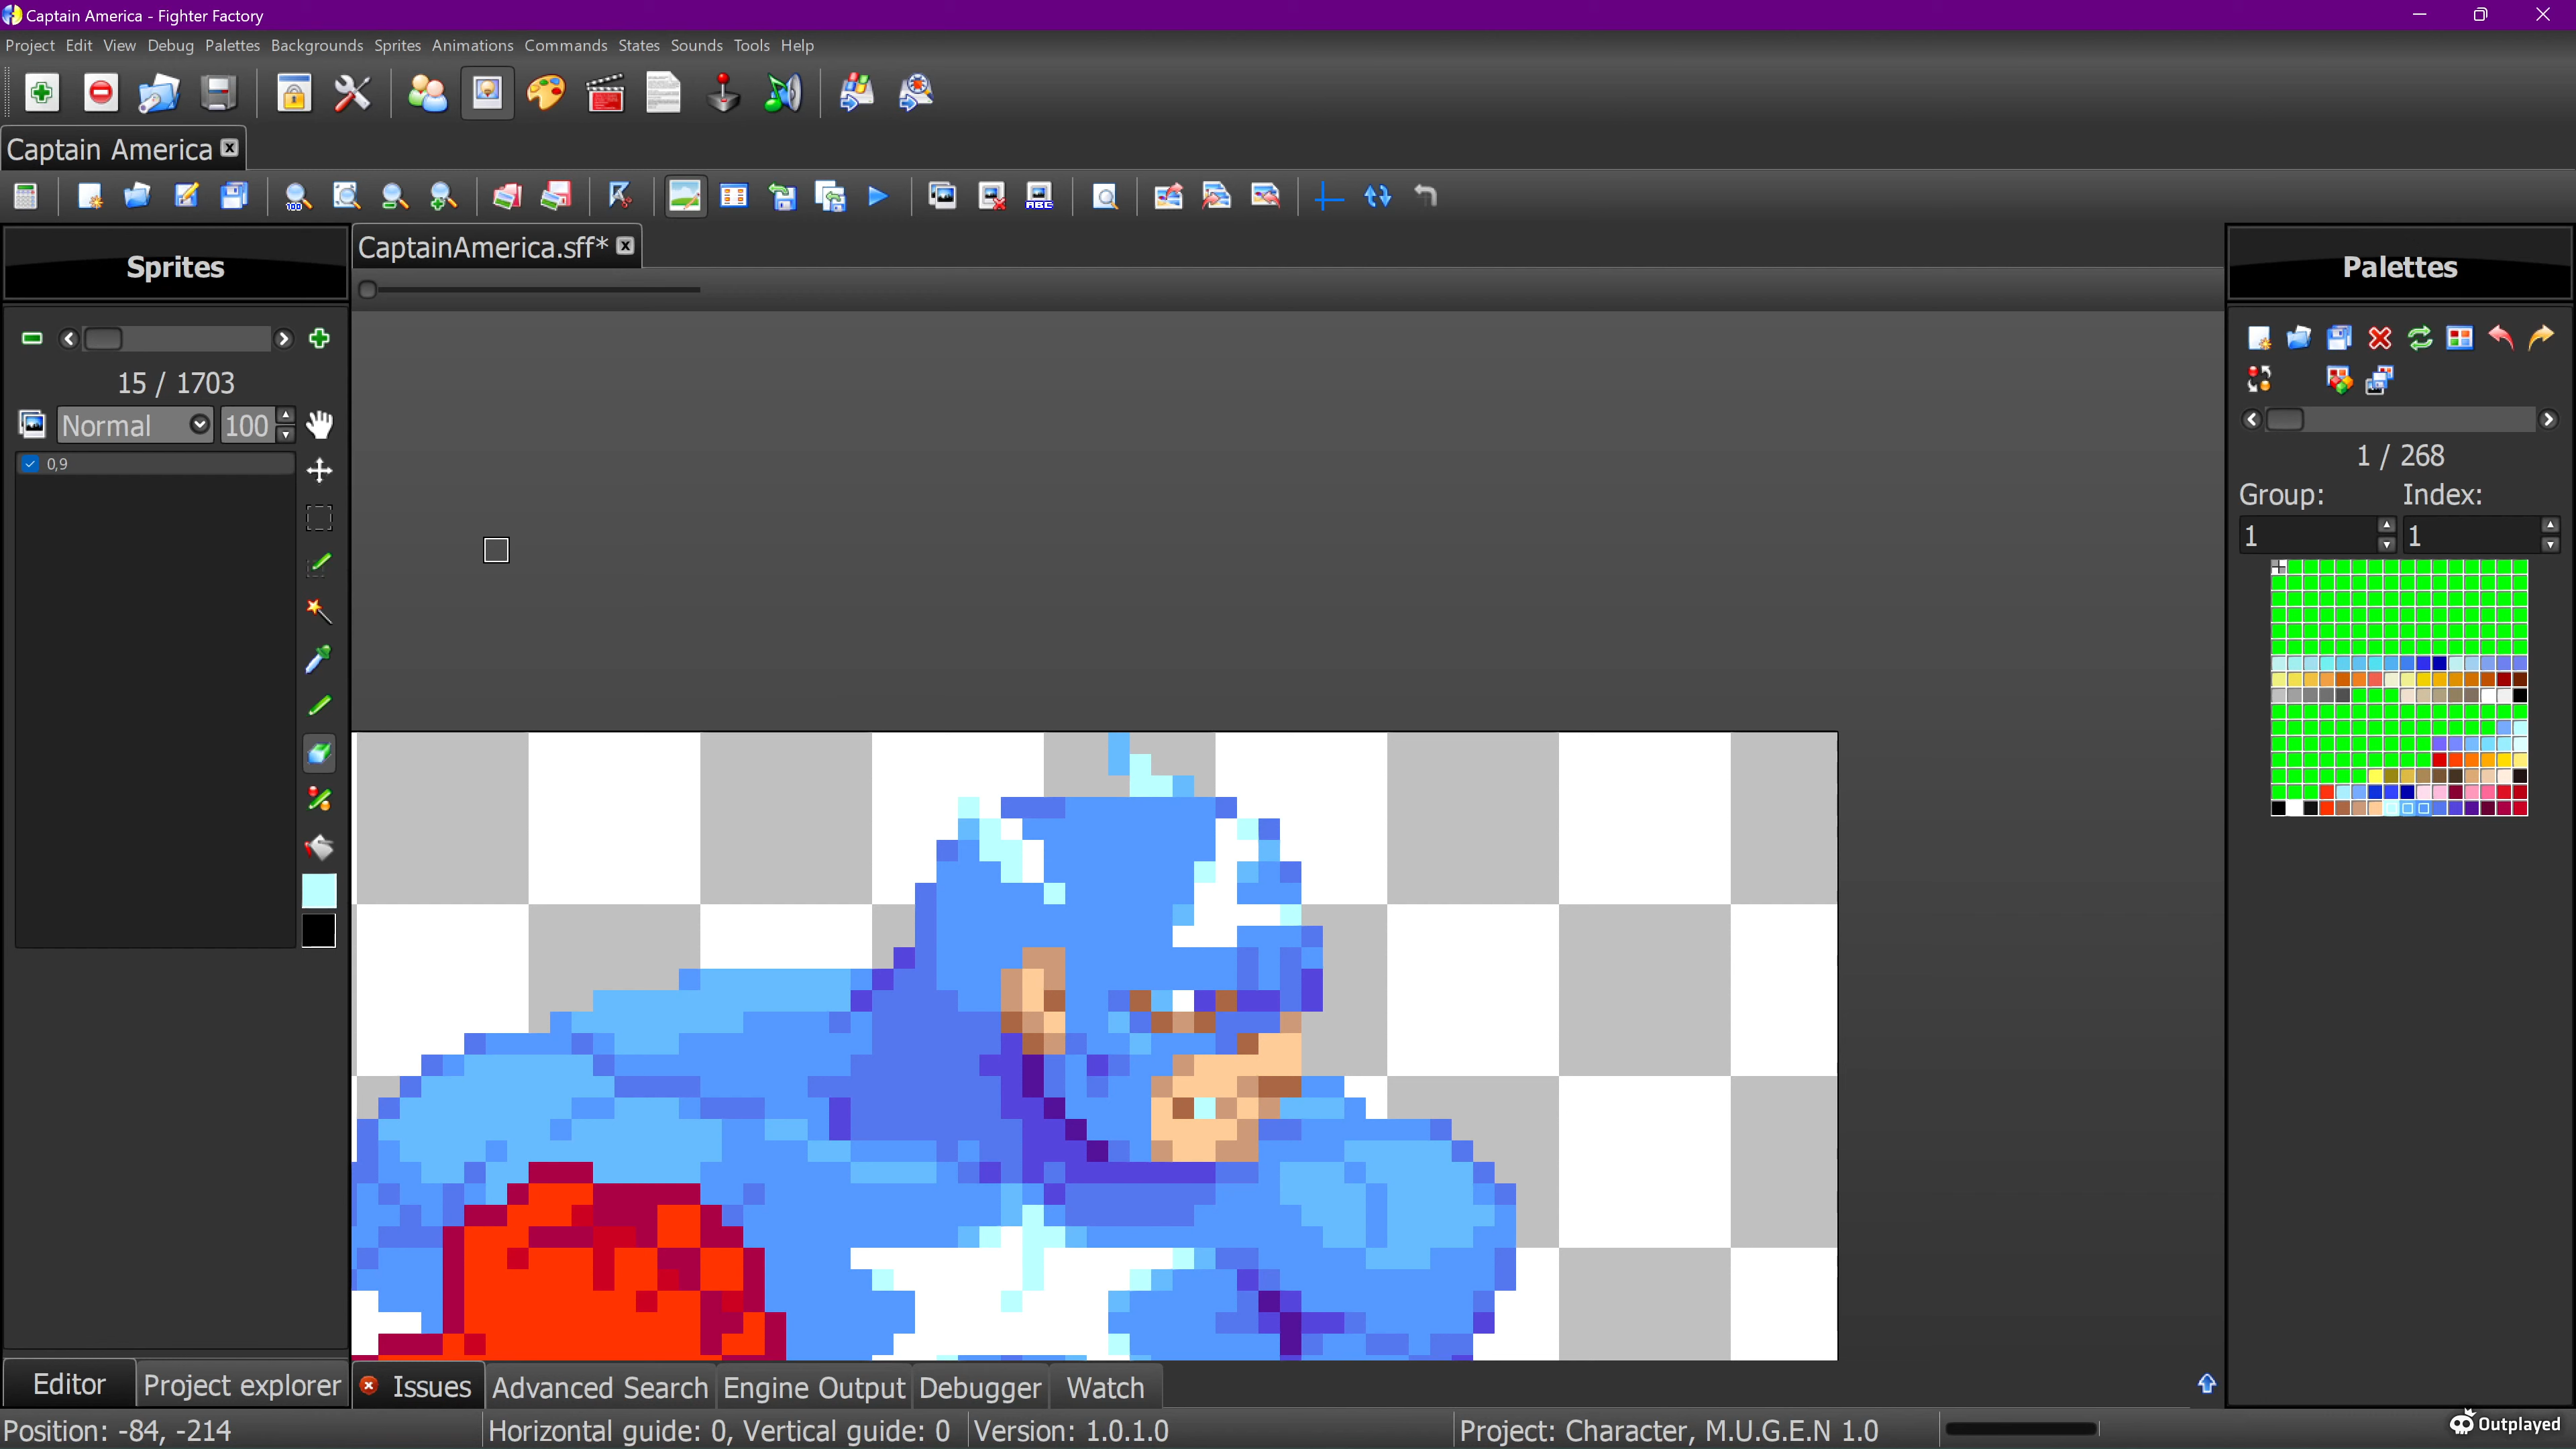 Captain America - Fighter Factory
Project Edit View Debug Palettes Backgrounds Sprites Animations Commands States Sounds Tools Help
Captain America
100
ABC
Sprites
CaptainAmerica.sff*
Palettes
15 / 1703
Normal 100
0,9
1 / 268
Group: Index:
1 1
Editor Project explorer Issues Advanced Search Engine Output Debugger Watch
Position: -84, -214 Horizontal guide: 0, Vertical guide: 0 Version: 1.0.1.0 Project: Character, M.U.G.E.N 1.0
Outplayed